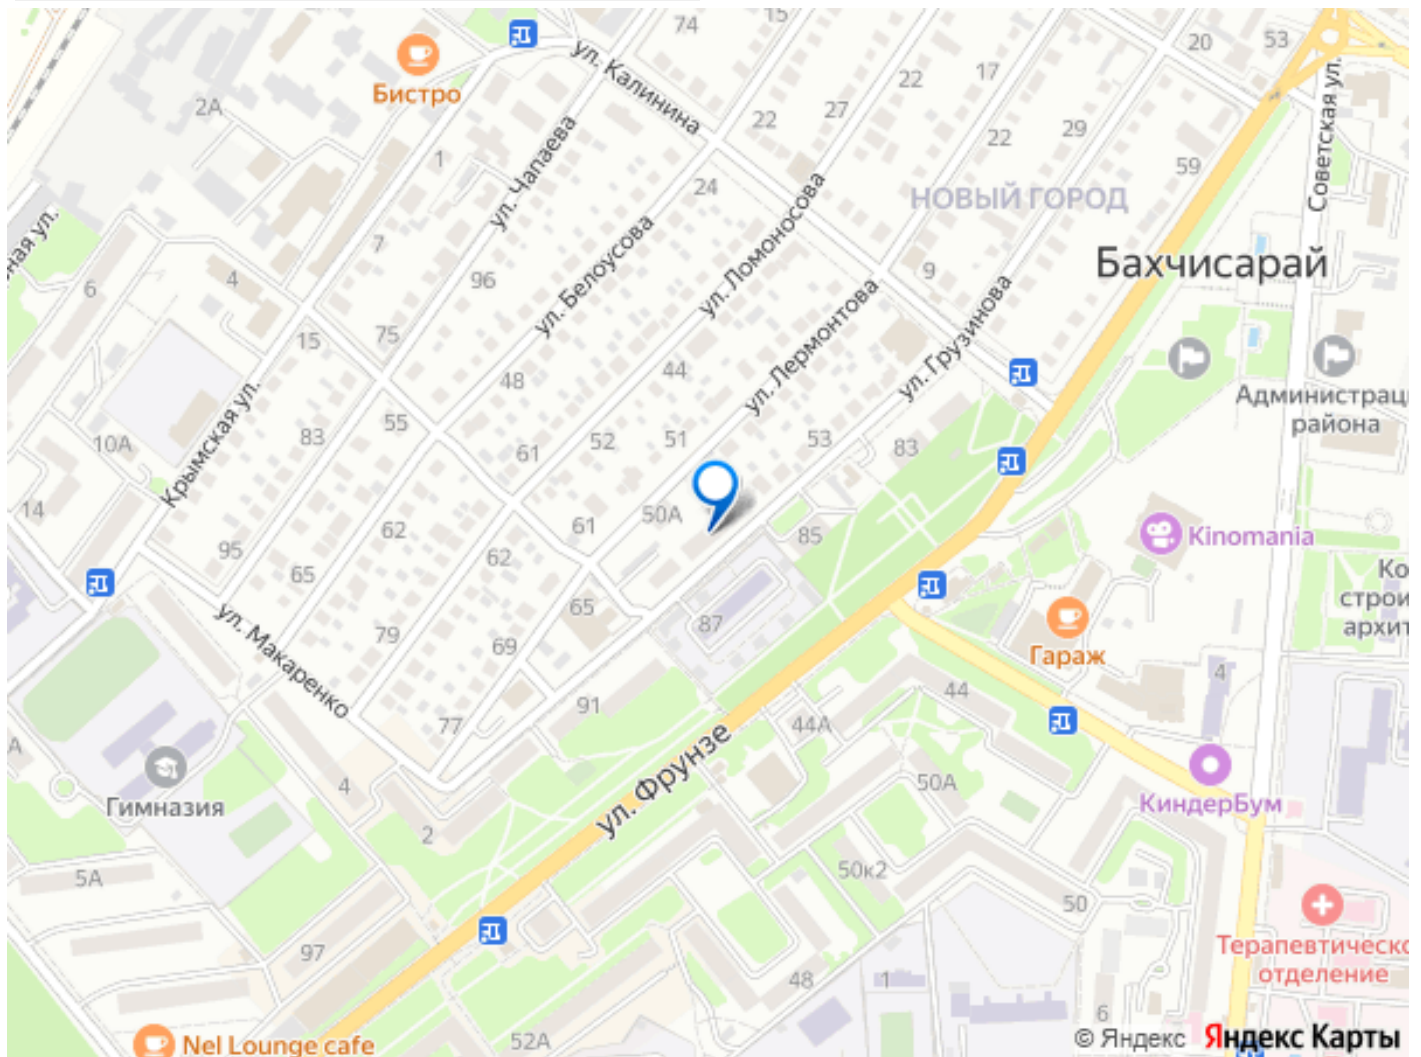 74
15
20
53
ул. Калинина
Бистро
2А
22
27
22
17
22
29
Советская ул.
1
ул. Чапаева
24
59
НОВЫЙ ГОРОД
ная ул.
7
ул. Белоусова
ул. Ломоносова
6
4
96
9
Бахчисарай
15
75
ул. Лермонтова
ул. Грузинова
48
44
Администрац
района
Крымская ул.
10А
83
55
61
52
51
53
83
14
50А
61
62
85
Kinomania
95
65
62
Ко
строи
архит
ул. Макаренко
65
87
79
69
Гараж
4
44
77
91
44А
ул. Фрунзе
А
Гимназия
4
2
50А
КиндерБум
5А
50к2
50
97
48
1
Терапевтическо
отделение
6
52А
Nel Lounge cafe
© Яндекс Яндекс Карты